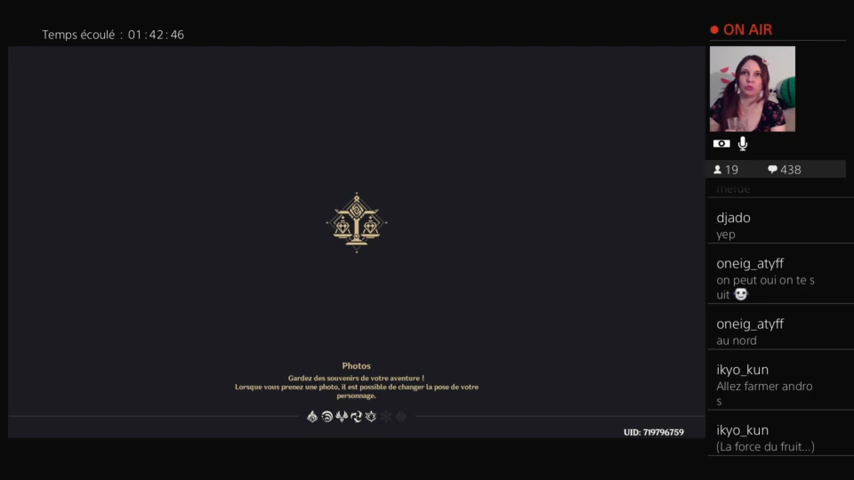 Temps écoulé : 01:42:46
ON AIR
19
438
merde
djado
yep
oneig_atyff
on peut oui on te s
uit
oneig_atyff
au nord
ikyo_kun
Allez farmer andro
s
ikyo_kun
(La force du fruit...)
Photos
Gardez des souvenirs de votre aventure !
Lorsque vous prenez une photo, il est possible de changer la pose de votre
personnage.
UID: 719796759